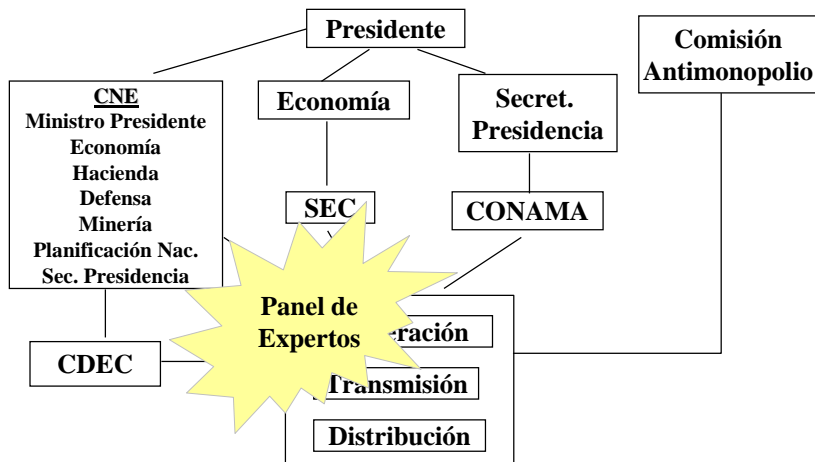 Presidente
Comisión
Antimonopolio
CNE
Ministro Presidente
Economía
Hacienda
Defensa
Minería
Planificación Nac.
Sec. Presidencia
Economía
Secret.
Presidencia
SEC
CONAMA
Panel de
Expertos
eración
CDEC
Transmisión
Distribución